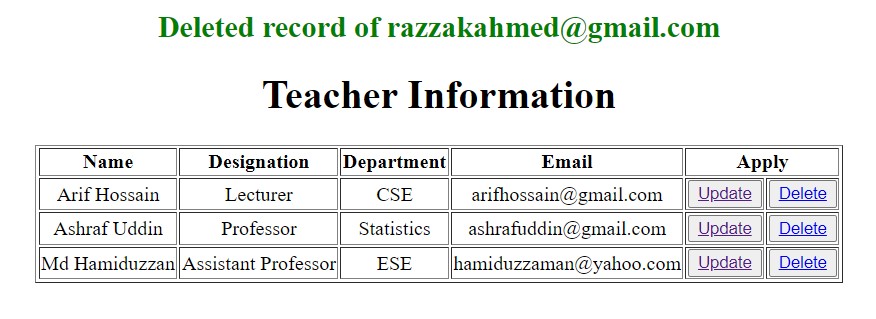 Deleted record of razzakahmed@gmail.com
Teacher Information
Name Designation Department Email Apply
Arif Hossain Lecturer CSE arifhossain@gmail.com Update Delete
Ashraf Uddin Professor Statistics ashrafuddin@gmail.com Update Delete
Md Hamiduzzan Assistant Professor ESE hamiduzzaman@yahoo.com Update Delete